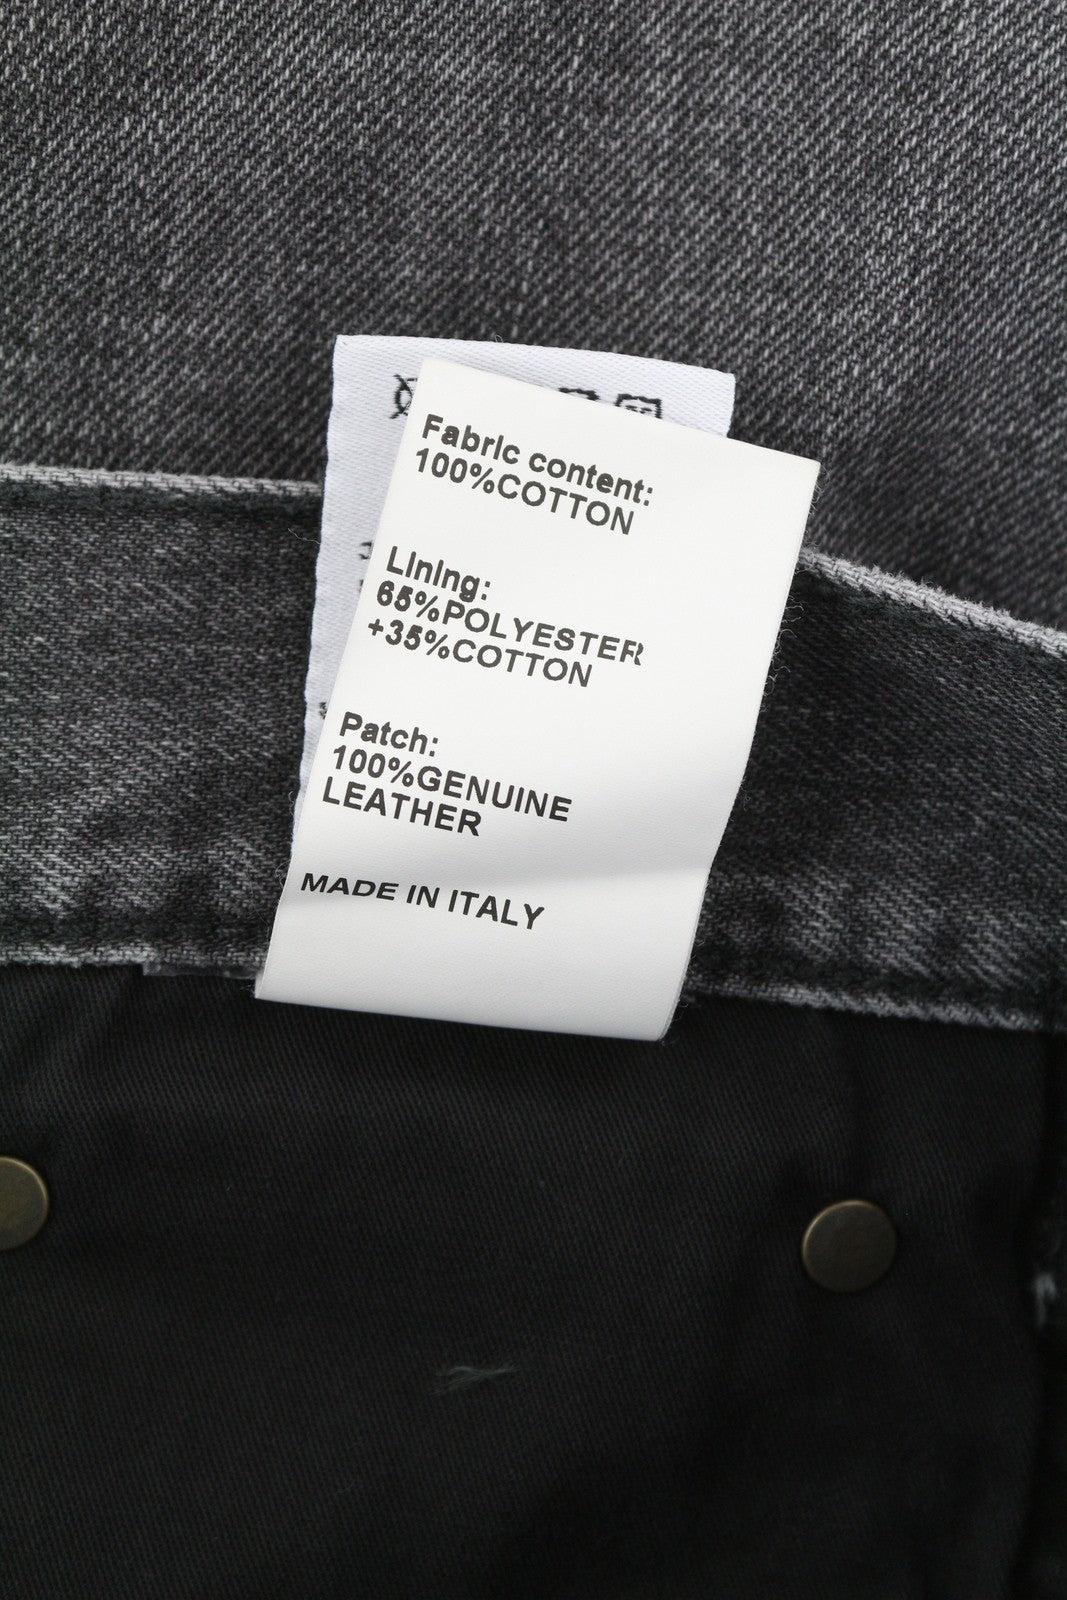 Fabric content:
100%COTTON
Lining:
65%POLYESTER
+35%COTTON
Patch:
100%GENUINE
LEATHER
MADE IN ITALY